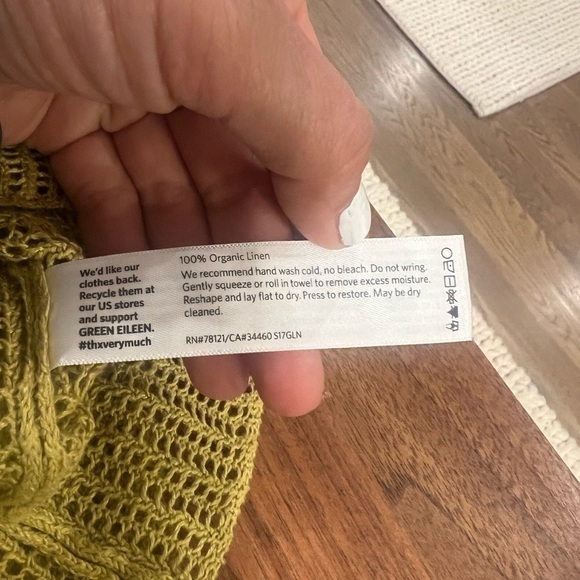 We'd like our
clothes back.
Recycle them at
our US stores
and support
GREEN EILEEN.
#thxverymuch
100% Organic Linen
We recommend hand wash cold, no bleach. Do not wring.
Gently squeeze or roll in towel to remove excess moisture.
Reshape and lay flat to dry. Press to restore. May be dry
cleaned.
RN#78121/CA#34460 S17GLN